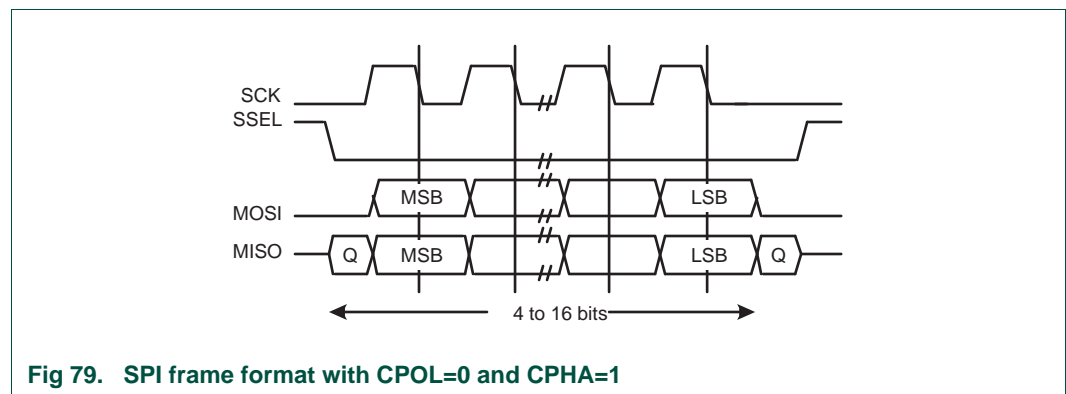 SCK
SSEL
MOSI MSB LSB
MISO Q MSB LSB Q
4 to 16 bits
Fig 79. SPI frame format with CPOL=0 and CPHA=1